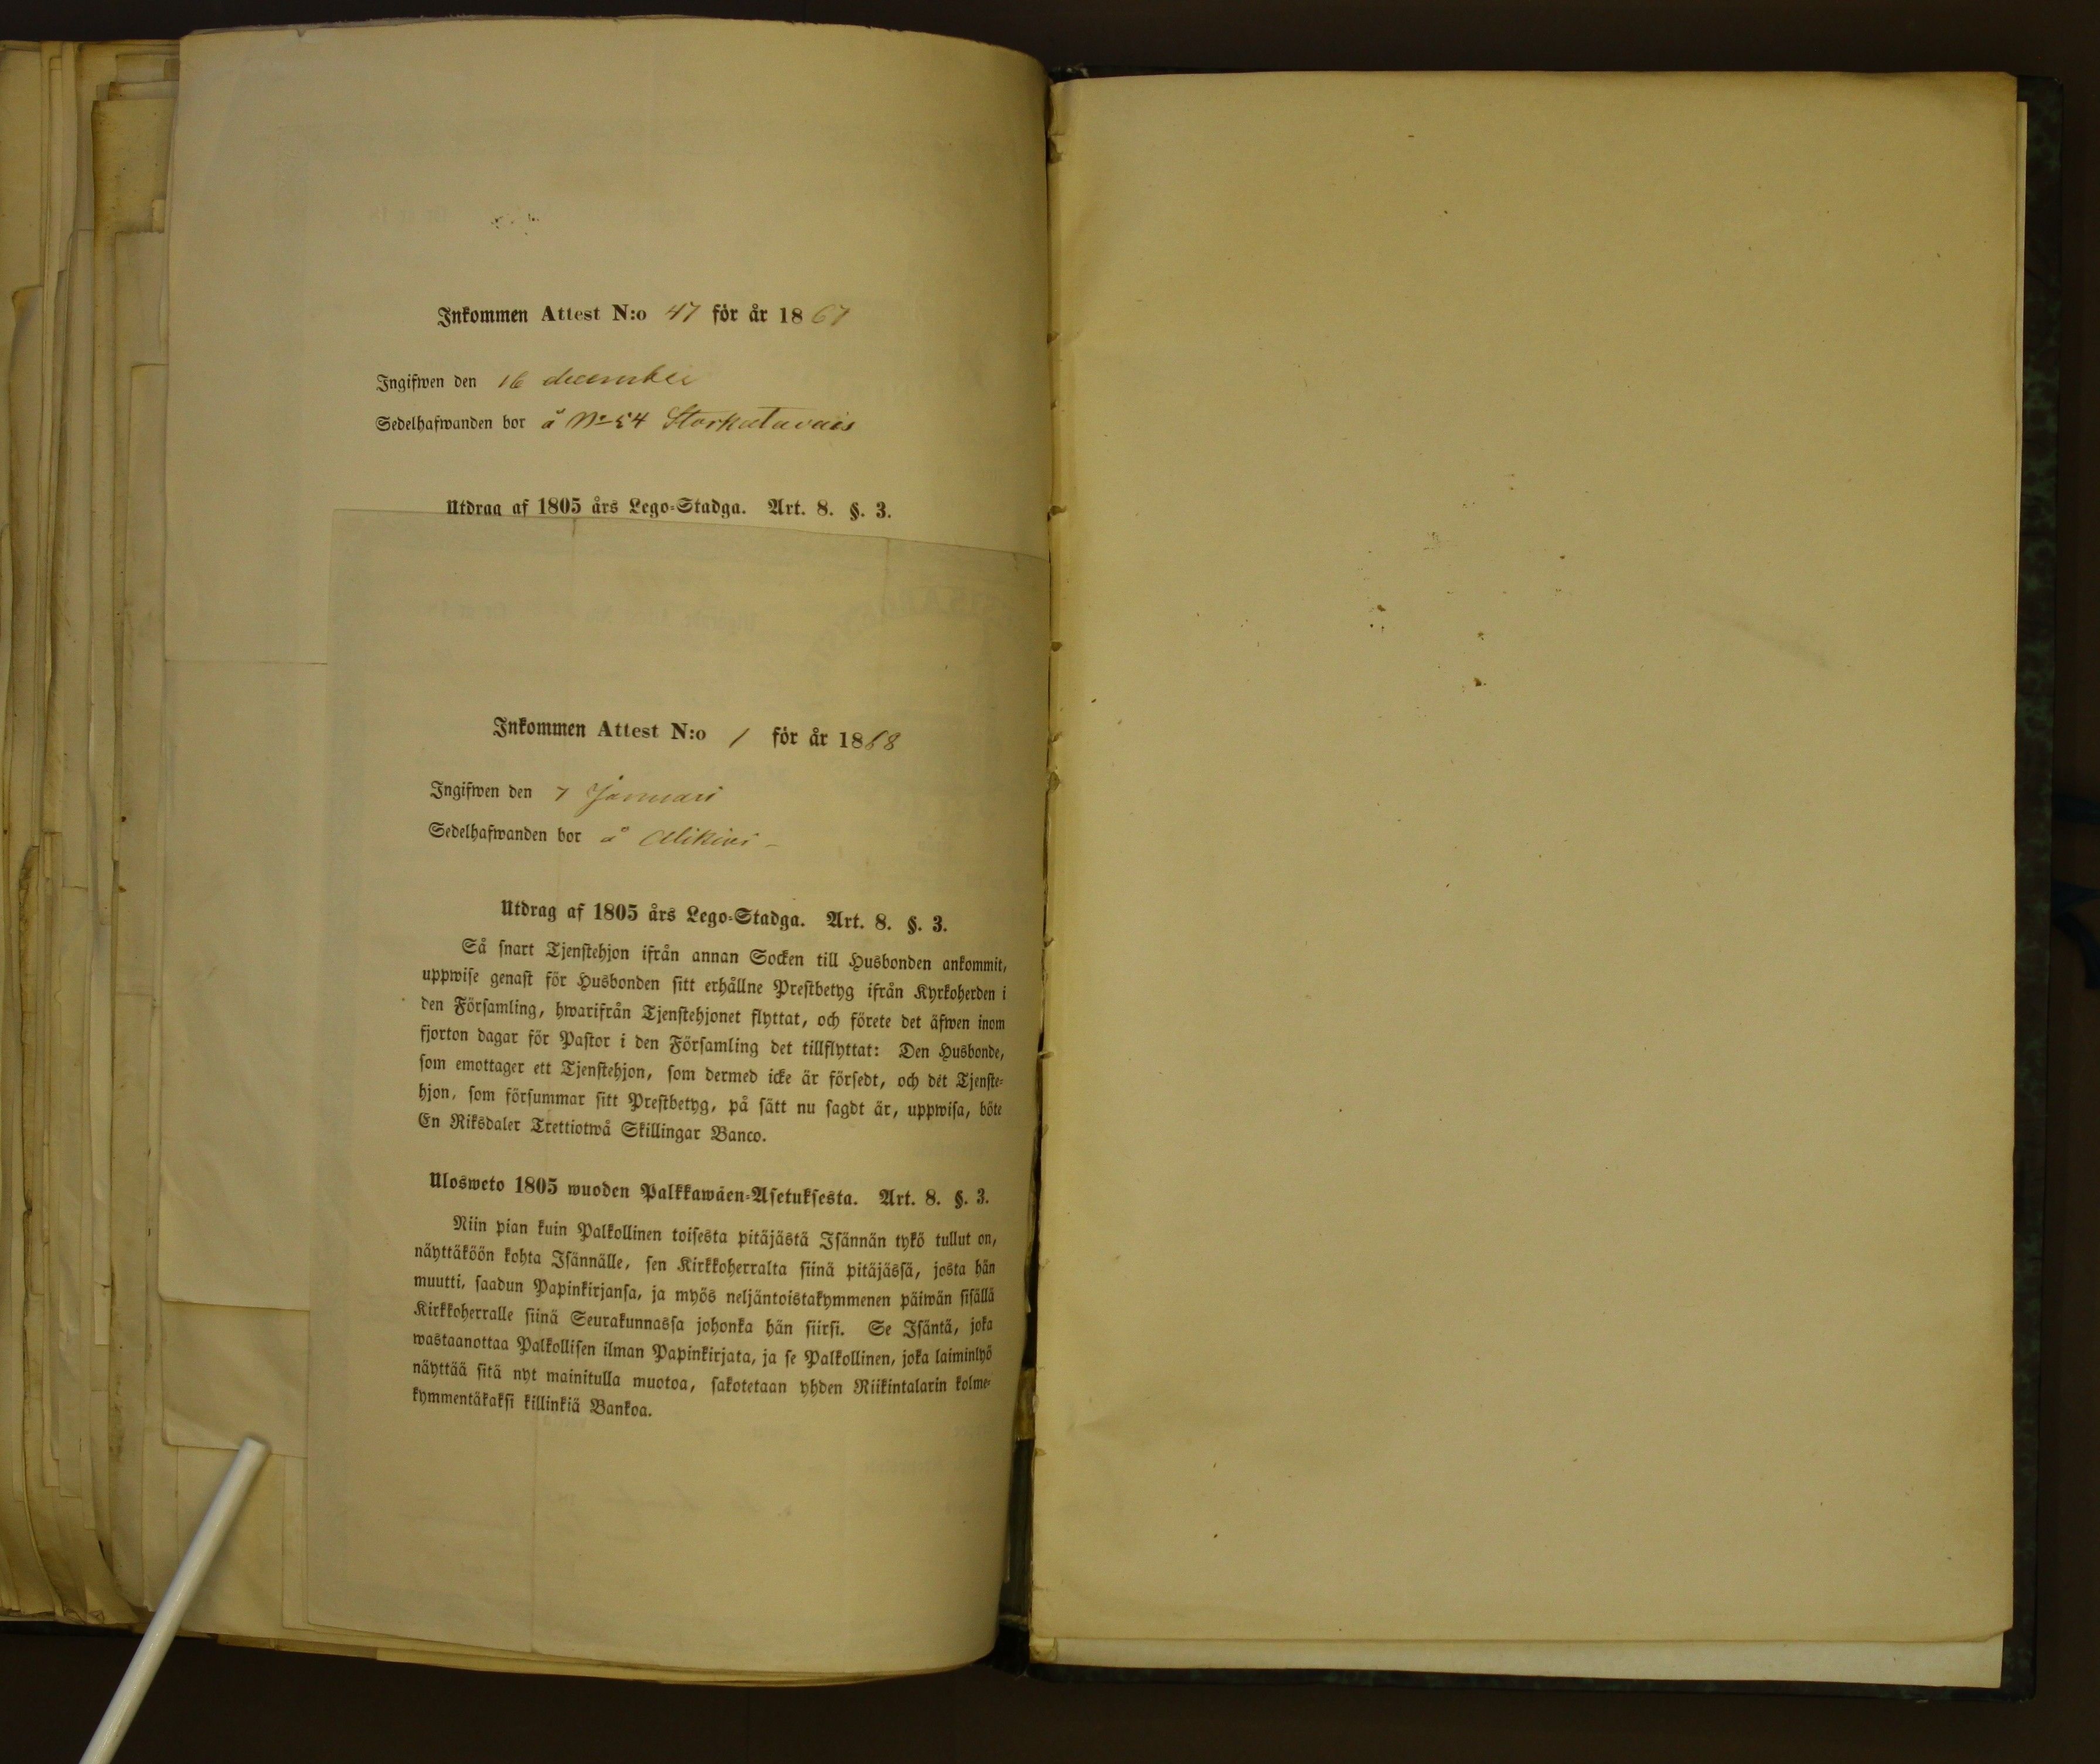 Inkommen Attest N:o 47 för år 1867
Ingifwen den 16 december
Sedelhafwanden bor å No 54 Storkutavais
Utdrag af 1805 års Lego-Stadga. Art. 8. §. 3.
Inkommen Attest N:o 1 för år 1868
Ingifwen den 7 Januari
Sedelhafwanden bor å Alikivi -
Utdrag af 1805 års Lego-Stadga. Art. 8. §. 3.
Så snart Tjenstehjon ifrån annan Socken till Husbonden ankommit,
uppwise genast för Husbonden sitt erhållne Prestbetyg ifrån Kyrkoherden i
den Församling, hwarifrån Tjenstehjonet flyttat, och förete det äfwen inom
fjorton dagar för Pastor i den Församling det tillflyttat: Den Husbonde,
som emottager ett Tjenstehjon, som dermed icke är försedt, och det Tjenste-
hjon, som försummar sitt Prestbetyg, på sätt nu sagdt är, uppwisa, böte
En Riksdaler Trettiotwå Skillingar Banco.
Ulosweto 1805 wuoden Palkkawäen-Asetuksesta. Art. 8. §. 3.
Niin pian kuin Palkollinen toisesta pitäjästä Isännän tykö tullut on,
näyttäköön kohta Isännälle, sen Kirkkoherralta siinä pitäjässä, josta hän
muutti, saadun Papinkirjansa, ja myös neljäntoistakymmenen päiwän sisällä
Kirkkoherralle siinä Seurakunnassa johonka hän siirsi. Se Isäntä, joka
wastaanottaa Palkollisen ilman Papinkirjata, ja se Palkollinen, joka laiminlyö
näyttää sitä nyt mainitulla muotoa, sakotetaan yhden Riikintalarin kolme-
kymmentäkaksi killinkiä Bankoa.